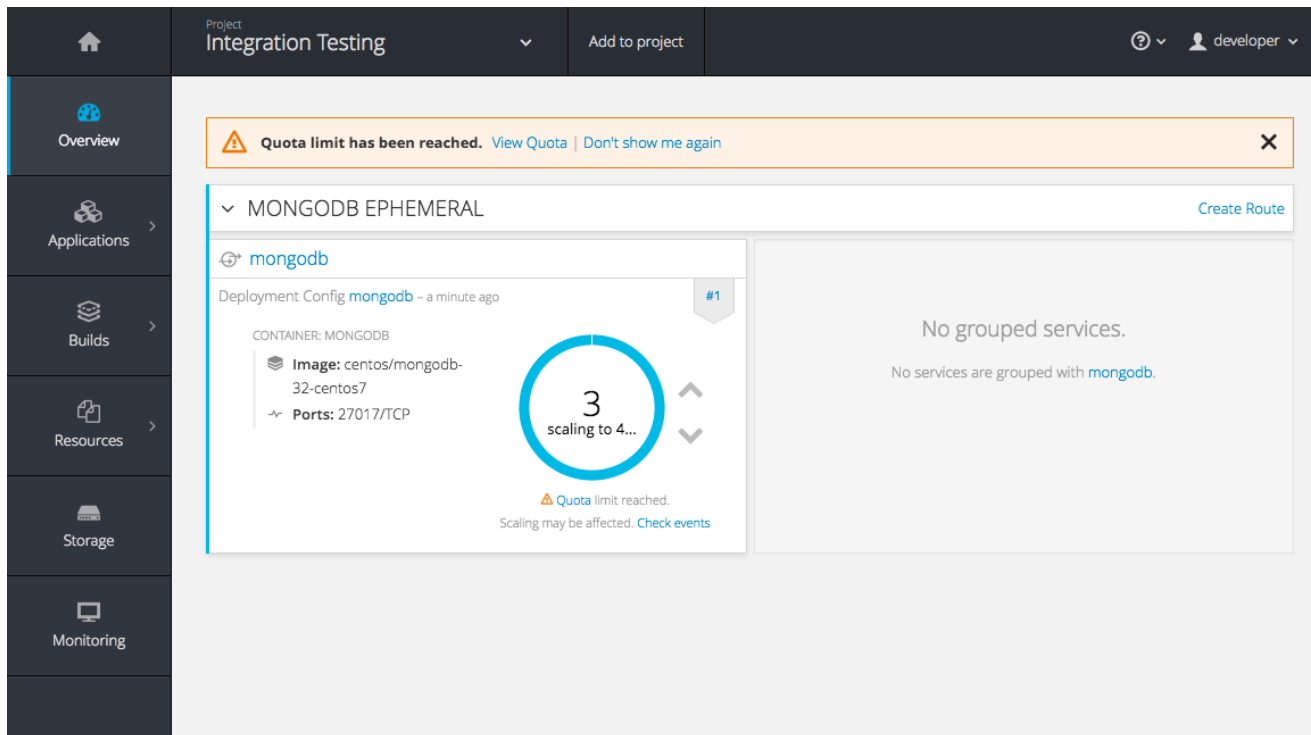 Project
Integration Testing
Add to project
developer
Overview
Applications
Builds
Resources
Storage
Monitoring
Quota limit has been reached. View Quota | Don't show me again
MONGODB EPHEMERAL
Create Route
mongodb
Deployment Config mongodb – a minute ago
#1
CONTAINER: MONGODB
Image: centos/mongodb-
32-centos7
Ports: 27017/TCP
3
scaling to 4...
Quota limit reached.
Scaling may be affected. Check events
No grouped services.
No services are grouped with mongodb.